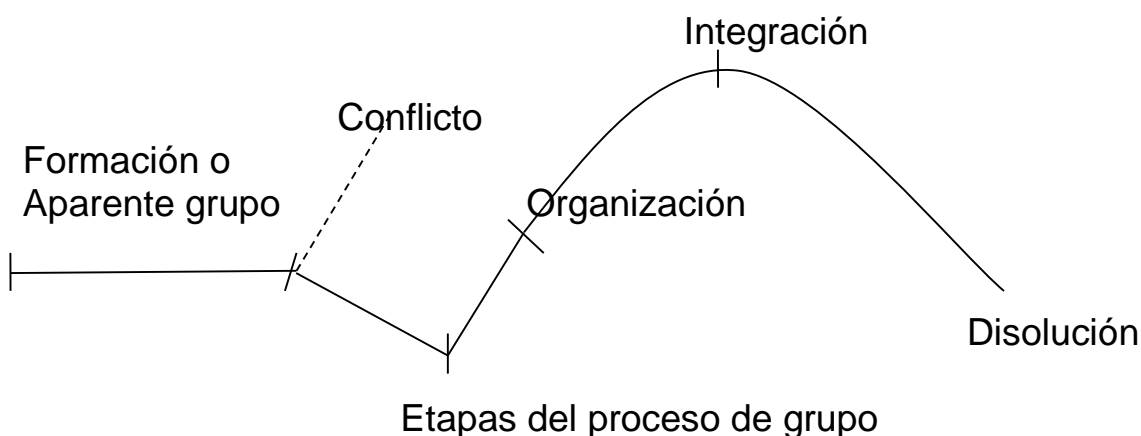 Integración
Conflicto
Formación o
Aparente grupo
Organización
Disolución
Etapas del proceso de grupo